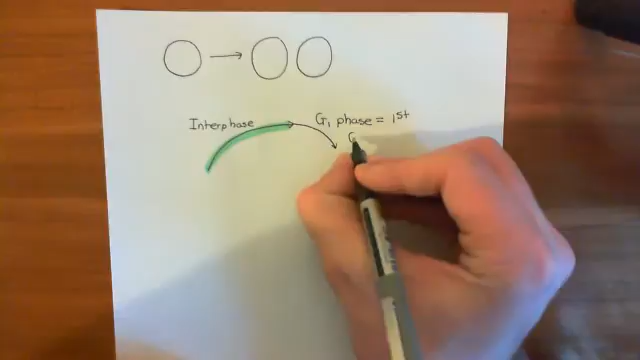 Interphase
G₁ phase = 1st
G